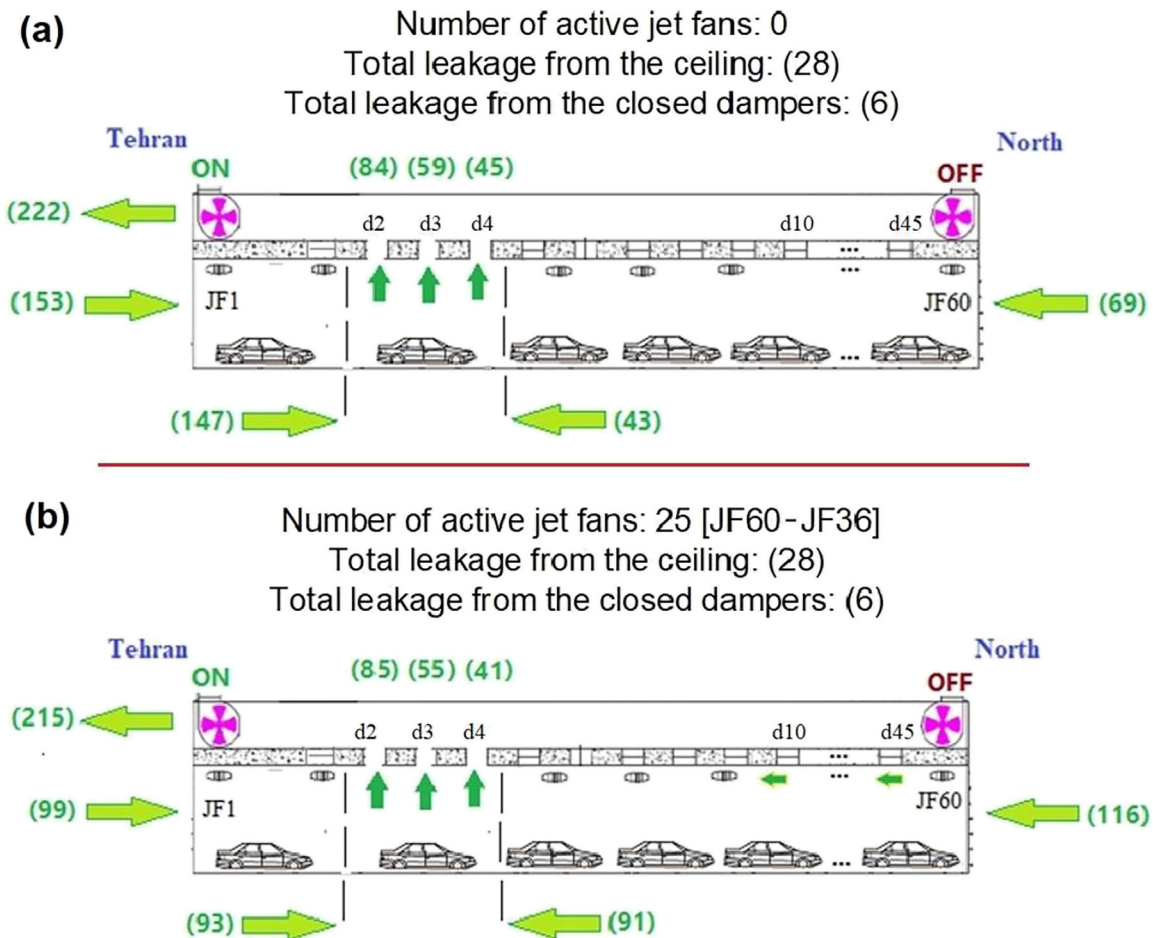 (a)
Number of active jet fans: 0
Total leakage from the ceiling: (28)
Total leakage from the closed dampers: (6)
Tehran
North
ON
(84) (59) (45)
OFF
(222)
d2 d3 d4 d10 ... d45
(153)
JF1
JF60
(69)
...
(147)
(43)
(b)
Number of active jet fans: 25 [JF60-JF36]
Total leakage from the ceiling: (28)
Total leakage from the closed dampers: (6)
Tehran
North
ON
(85) (55) (41)
OFF
(215)
d2 d3 d4 d10 ... d45
...
(99)
JF1
JF60
(116)
...
(93)
(91)